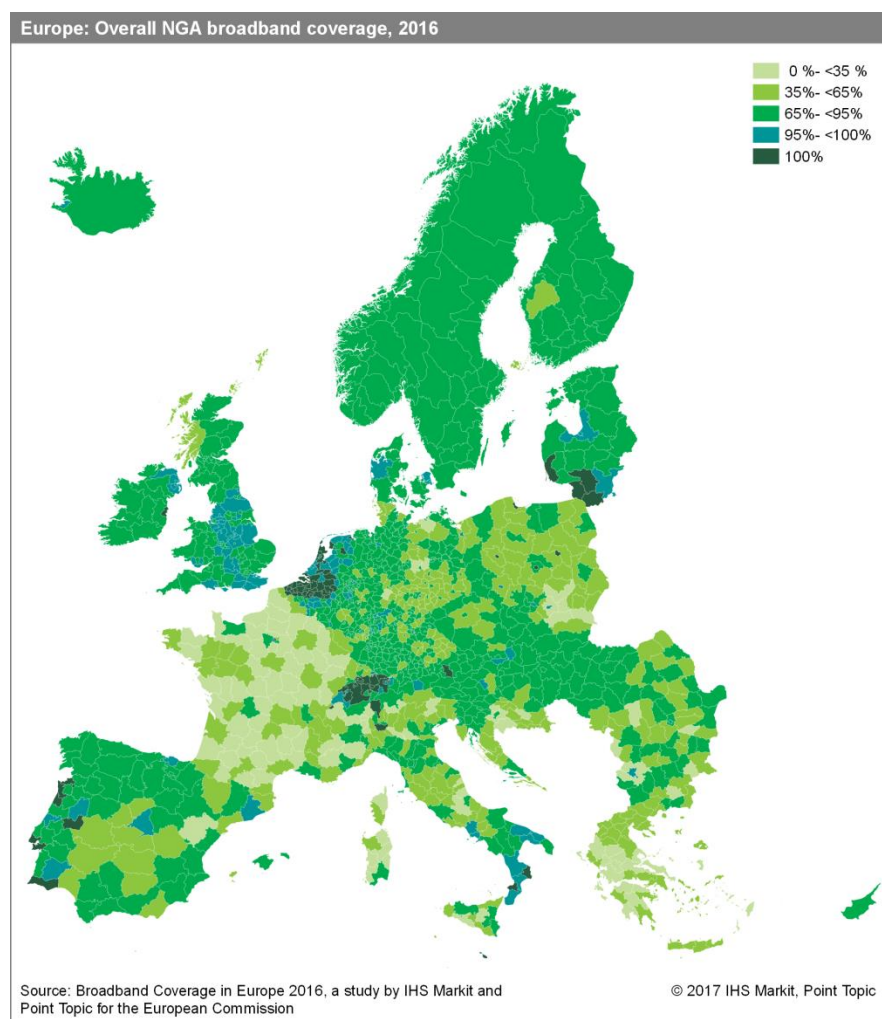 Europe: Overall NGA broadband coverage, 2016
0 %- <35 %
35%- <65%
65%- <95%
95%- <100%
100%
Source: Broadband Coverage in Europe 2016, a study by IHS Markit and
Point Topic for the European Commission
© 2017 IHS Markit, Point Topic